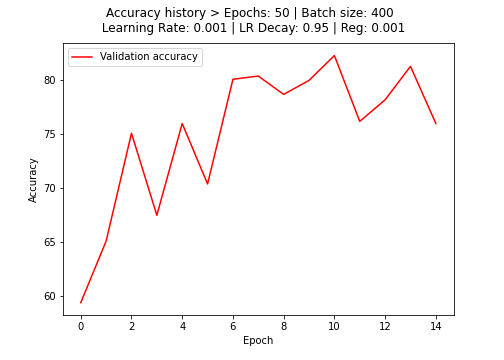 Accuracy history > Epochs: 50 | Batch size: 400
Learning Rate: 0.001 | LR Decay: 0.95 | Reg: 0.001
Validation accuracy
80
75
70
65
60
Accuracy
0 2 4 6 8 10 12 14
Epoch